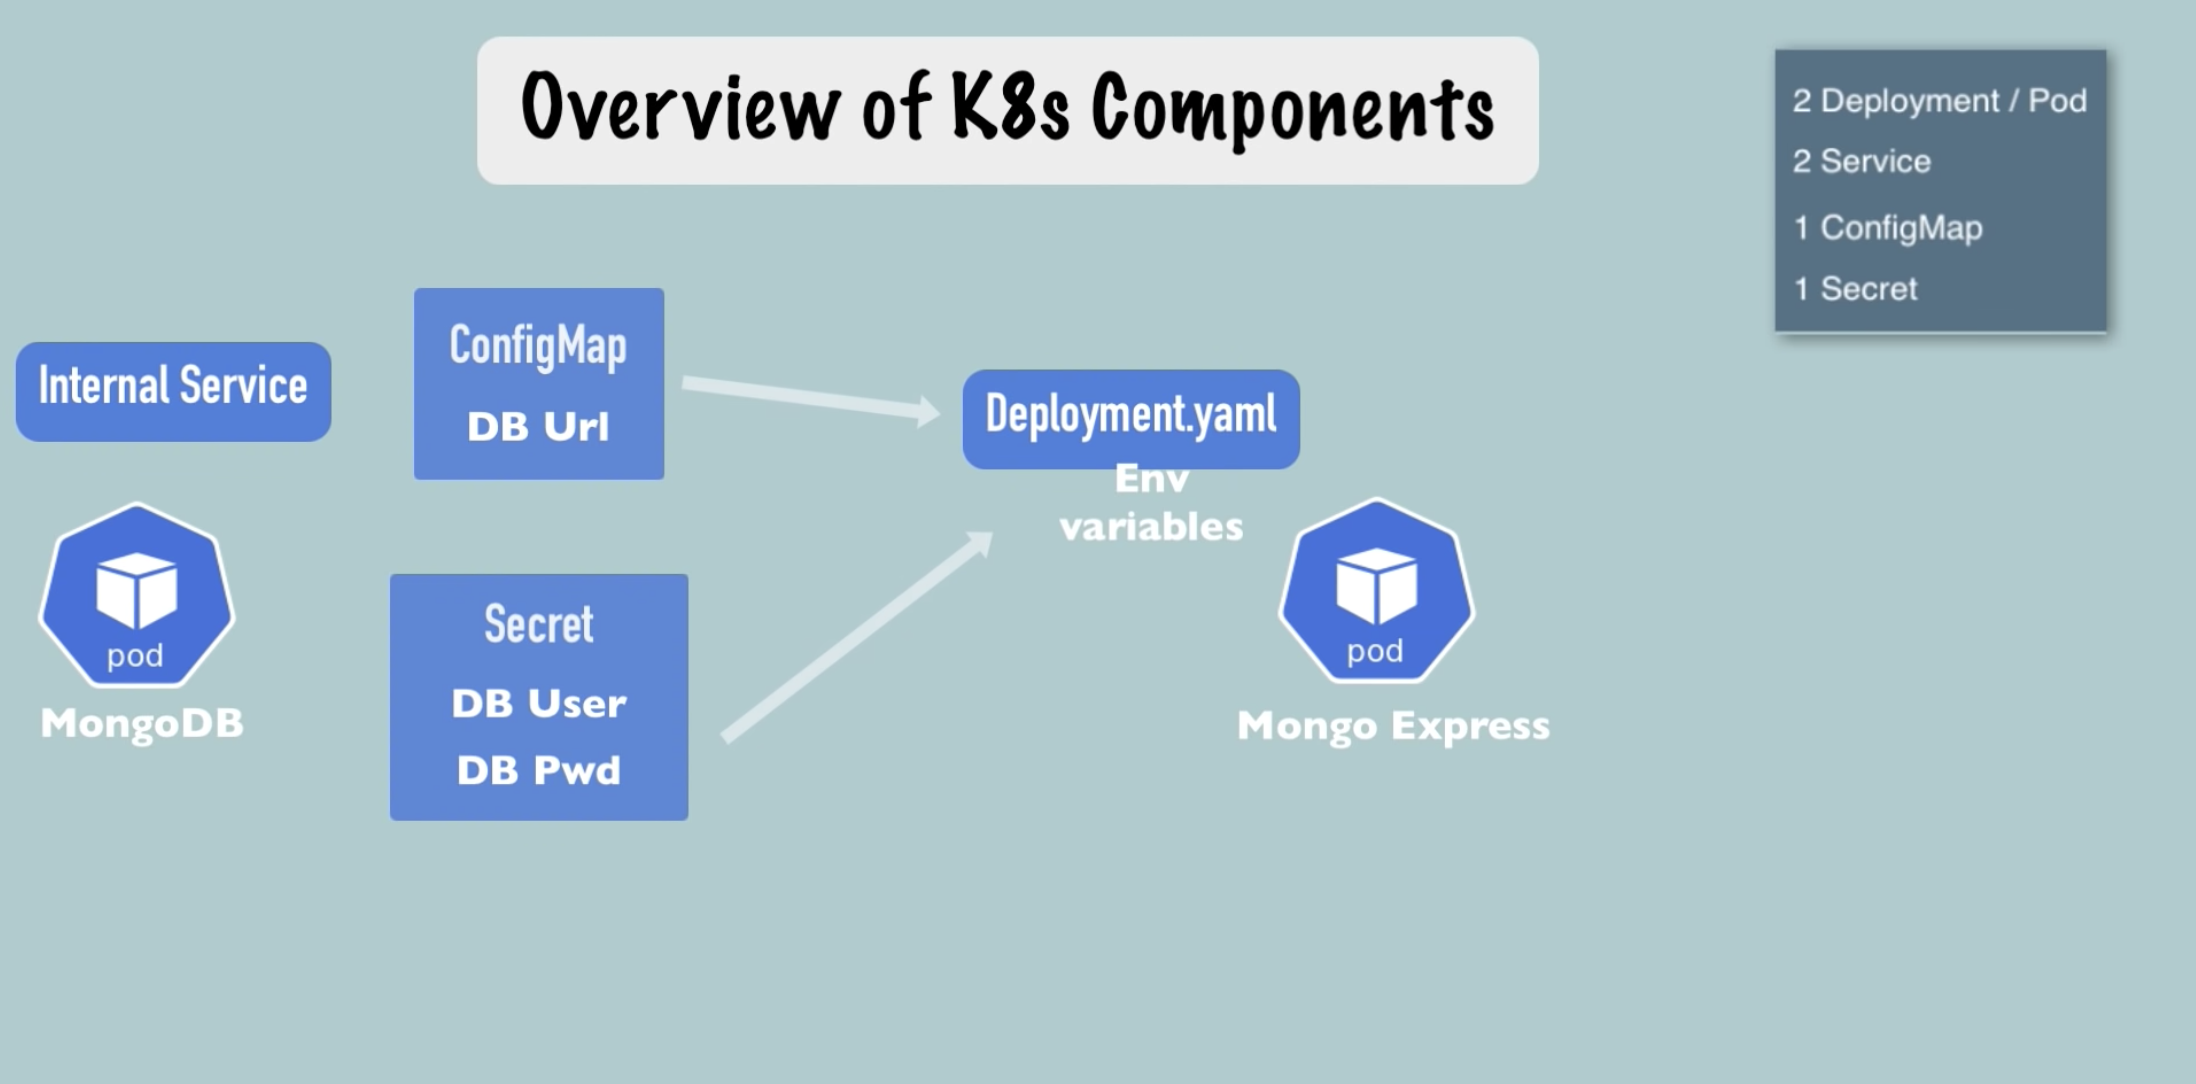 Overview of K8s Components
2 Deployment / Pod
2 Service
1 ConfigMap
1 Secret
Internal Service
pod
MongoDB
ConfigMap
DB Url
Secret
DB User
DB Pwd
Deployment.yaml
Env
variables
pod
Mongo Express